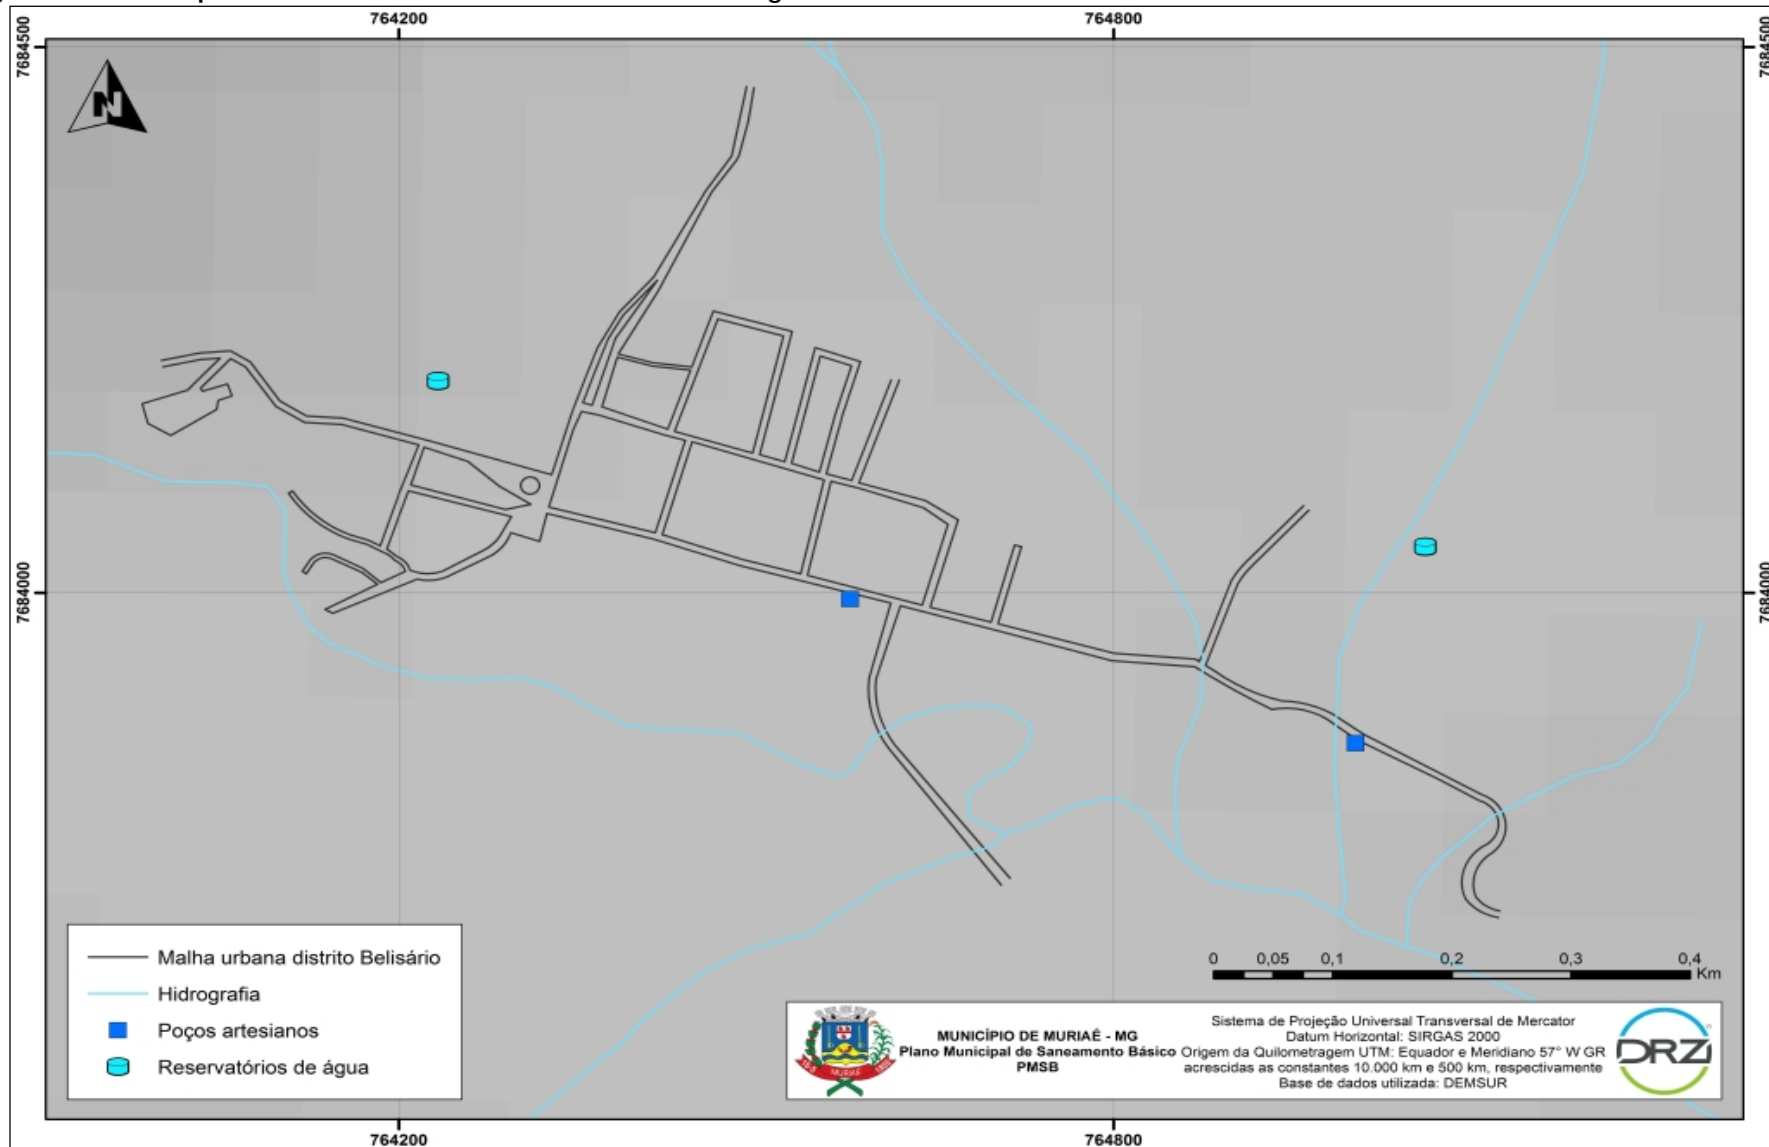 764200
764800
7684500
7684500
N
7684000
7684000
Malha urbana distrito Belisário
Hidrografia
Poços artesianos
Reservatórios de água
0 0,05 0,1 0,2 0,3 0,4
Km
MUNICÍPIO DE MURIAÉ - MG
Plano Municipal de Saneamento Básico
PMSB
MURIAÉ
Sistema de Projeção Universal Transversal de Mercator
Datum Horizontal: SIRGAS 2000
Origem da Quilometragem UTM: Equador e Meridiano 57° W GR
acrescidas as constantes 10.000 km e 500 km, respectivamente
Base de dados utilizada: DEMSUR
DRZ
764200
764800